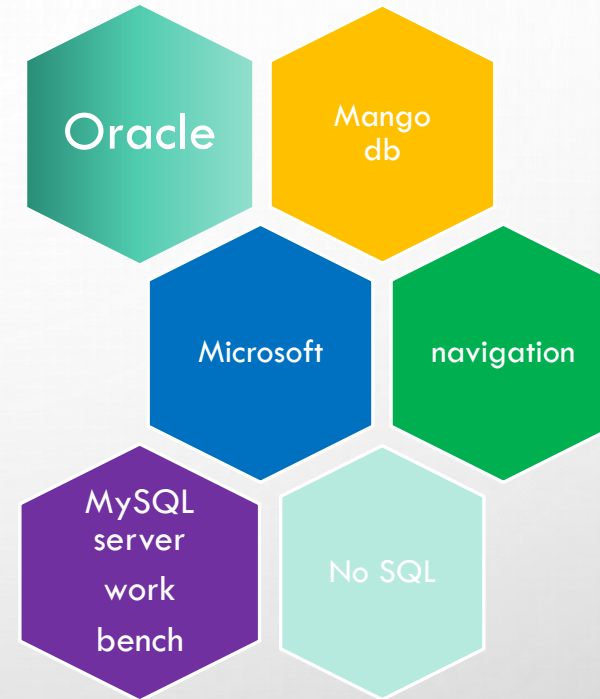 Oracle
Mango
db
Microsoft
navigation
MySQL
server
work
bench
No SQL